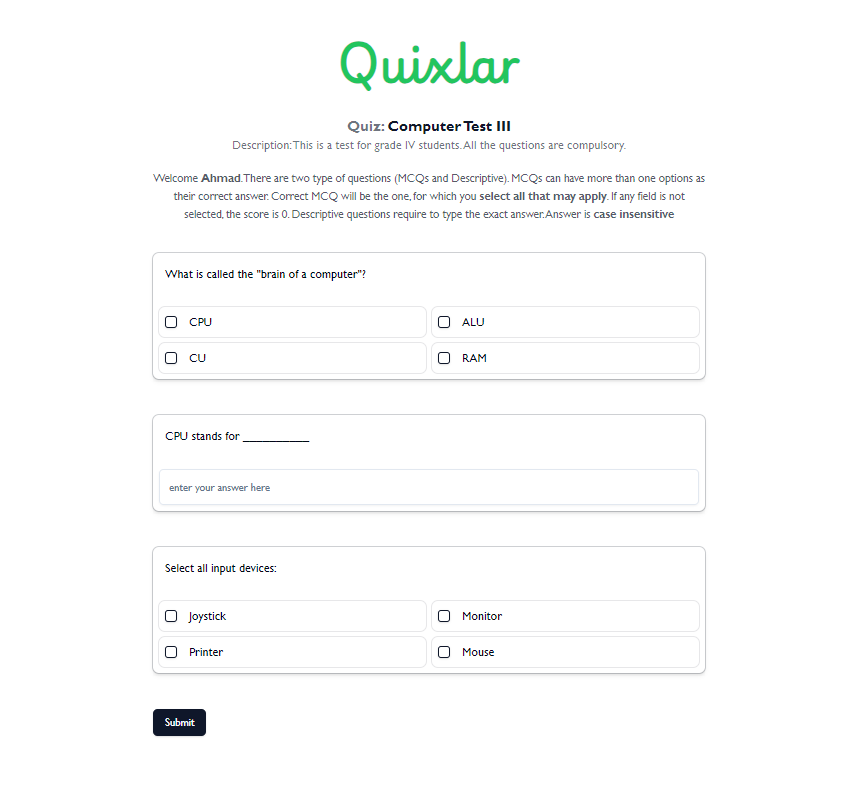 Quixlar
Quiz: Computer Test III
Description: This is a test for grade IV students. All the questions are compulsory.
Welcome Ahmad. There are two type of questions (MCQs and Descriptive). MCQs can have more than one options as
their correct answer. Correct MCQ will be the one, for which you select all that may apply. If any field is not
selected, the score is 0. Descriptive questions require to type the exact answer. Answer is case insensitive
What is called the "brain of a computer"?
CPU
ALU
CU
RAM
CPU stands for ___________
enter your answer here
Select all input devices:
Joystick
Monitor
Printer
Mouse
Submit